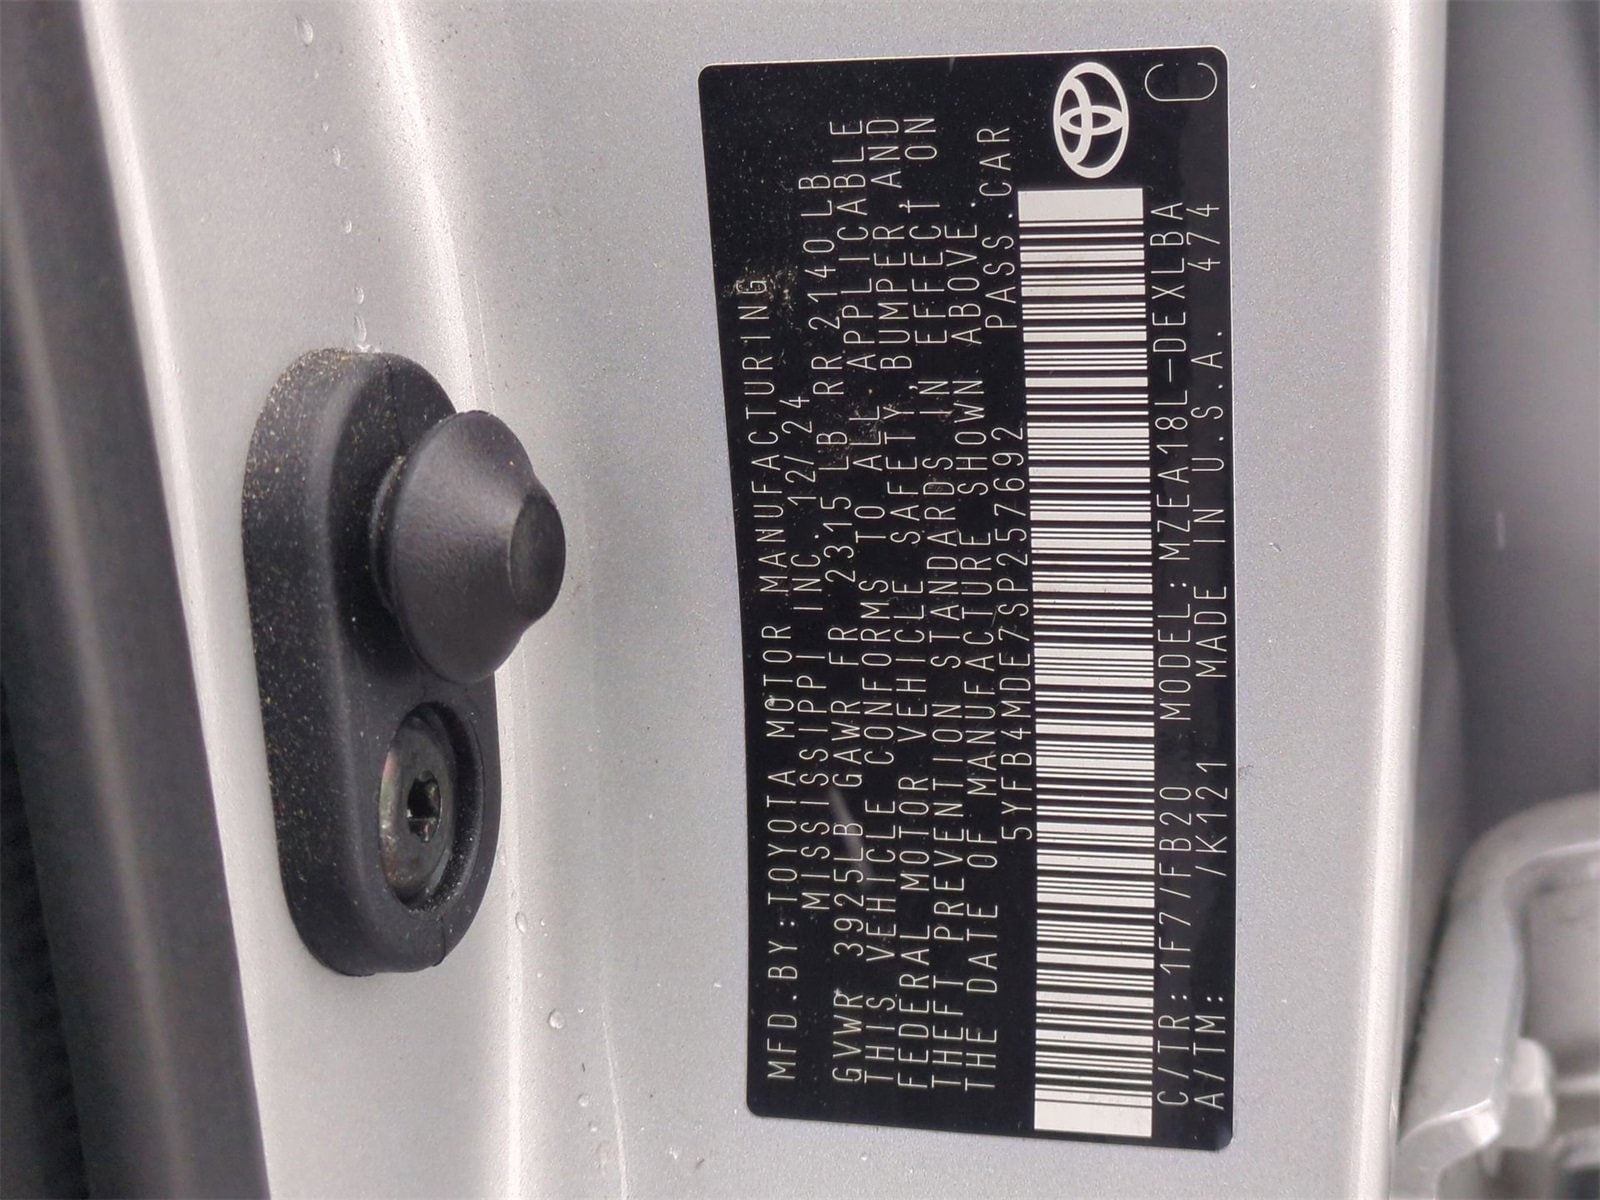 MFD.BY:TOYOTA MOTOR MANUFACTURING
MISSISSIPPI INC. 12/24
GVWR 3925LB GAWR FR 2315 LB RR 2140LB
THIS VEHICLE CONFORMS TO ALL APPLICABLE
FEDERAL MOTOR VEHICLE SAFETY, BUMPER, AND
THEFT PREVENTION STANDARDS IN EFFECT ON
THE DATE OF MANUFACTURE SHOWN ABOVE.
5YFB4MDE7SP257692 PASS.CAR
C/TR: 1F7/FB20 MODEL: MZEA18L-DEXLBA
A/TM: /K121 MADE IN U.S.A. 474
C